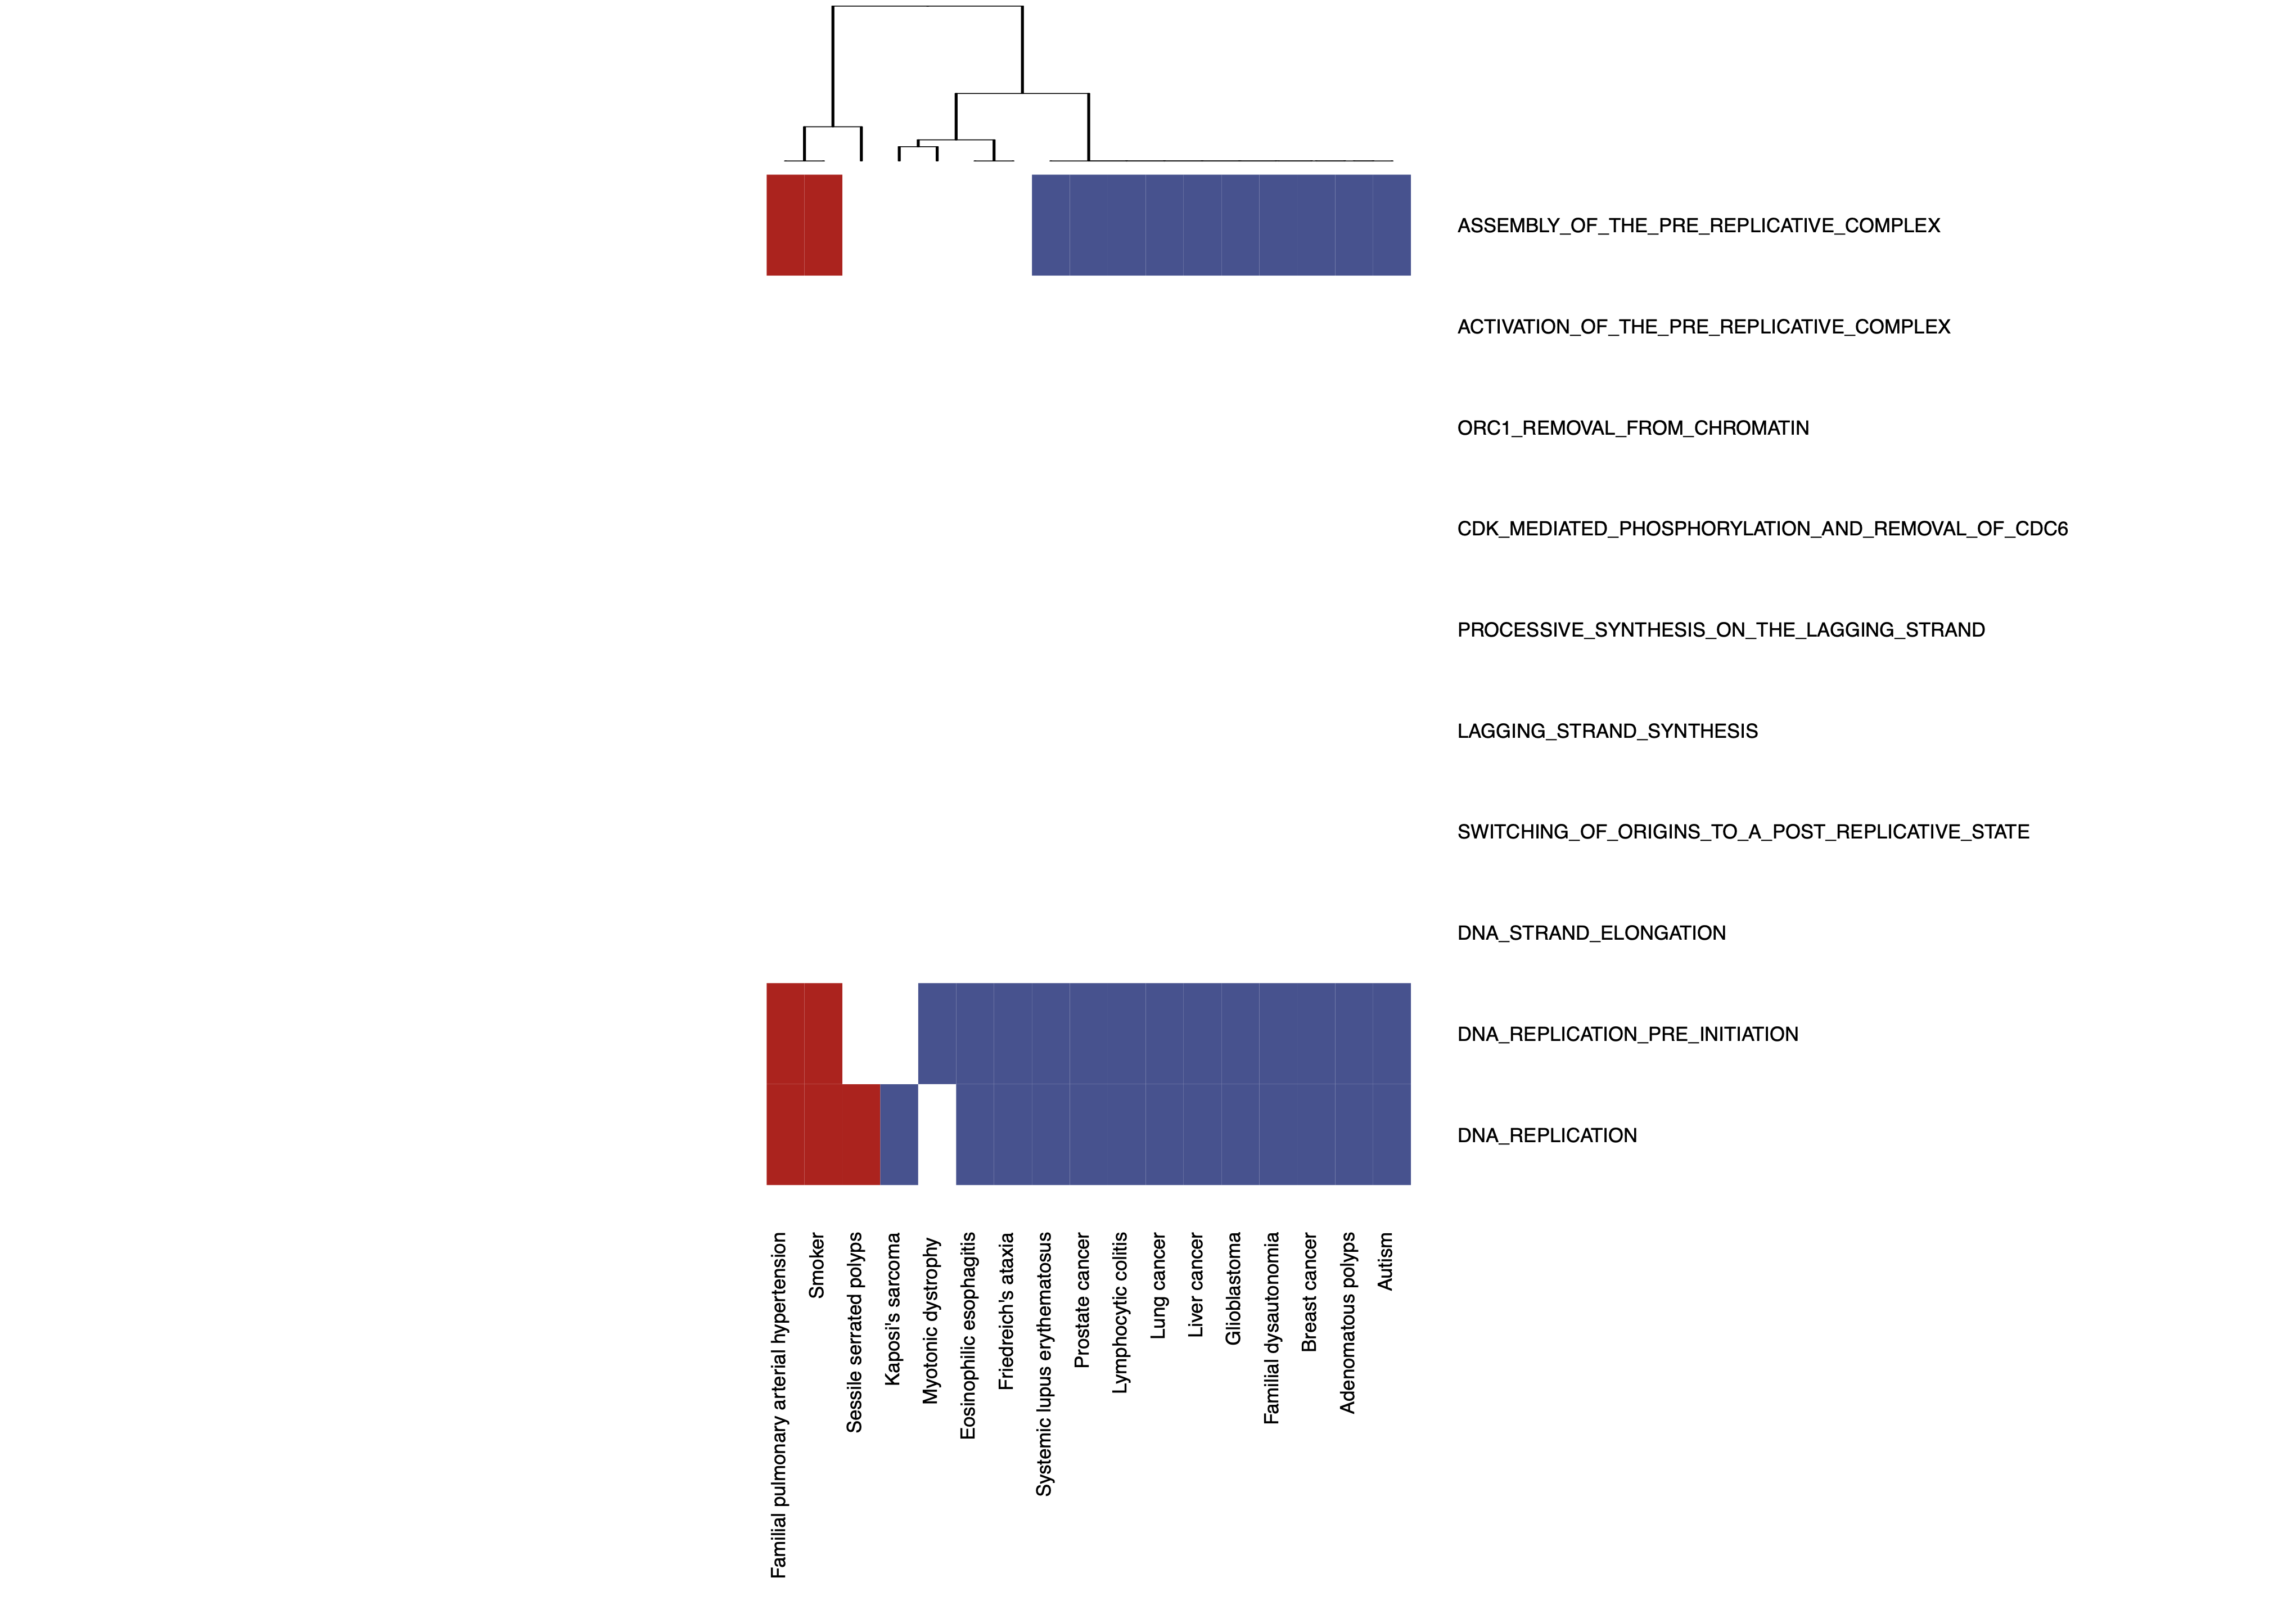 ASSEMBLY_OF_THE_PRE_REPLICATIVE_COMPLEX
ACTIVATION_OF_THE_PRE_REPLICATIVE_COMPLEX
ORC1_REMOVAL_FROM_CHROMATIN
CDK_MEDIATED_PHOSPHORYLATION_AND_REMOVAL_OF_CDC6
PROCESSIVE_SYNTHESIS_ON_THE_LAGGING_STRAND
LAGGING_STRAND_SYNTHESIS
SWITCHING_OF_ORIGINS_TO_A_POST_REPLICATIVE_STATE
DNA_STRAND_ELONGATION
DNA_REPLICATION_PRE_INITIATION
DNA_REPLICATION
Familial pulmonary arterial hypertension
Smoker
Sessile serrated polyps
Kaposi's sarcoma
Myotonic dystrophy
Eosinophilic esophagitis
Friedreich's ataxia
Systemic lupus erythematosus
Prostate cancer
Lymphocytic colitis
Lung cancer
Liver cancer
Glioblastoma
Familial dysautonomia
Breast cancer
Adenomatous polyps
Autism